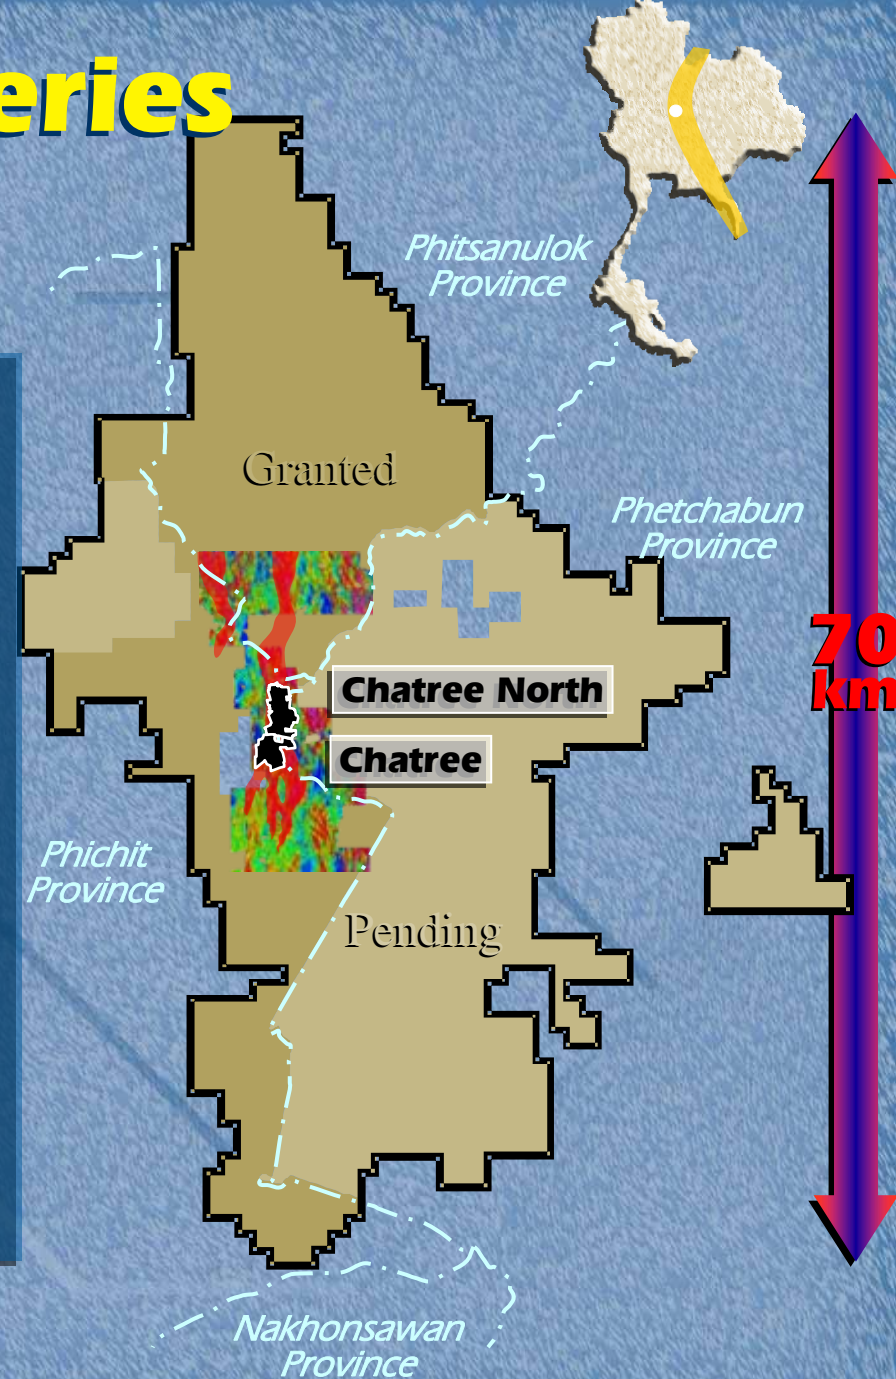 eries
Phitsanulok
Province
Granted
Phetchabun
Province
70
km
Chatree North
Chatree
Phichit
Province
Pending
Nakhonsawan
Province